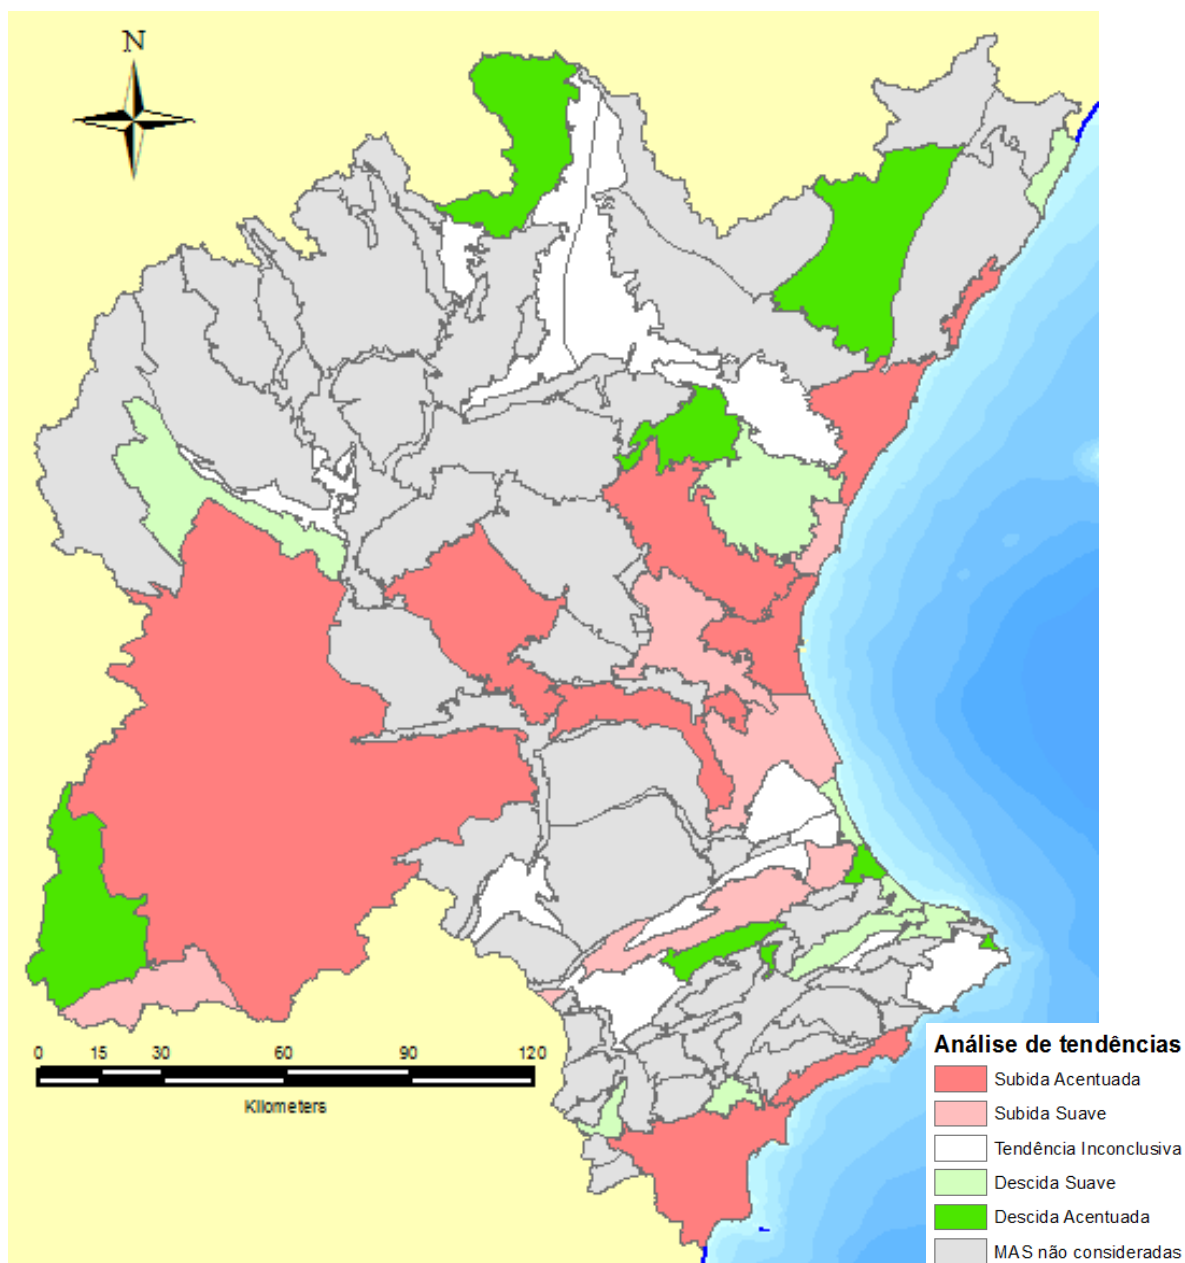 N
0 15 30 60 90 120
Kilometers
Análise de tendências
Subida Acentuada
Subida Suave
Tendência Inconclusiva
Descida Suave
Descida Acentuada
MAS não consideradas